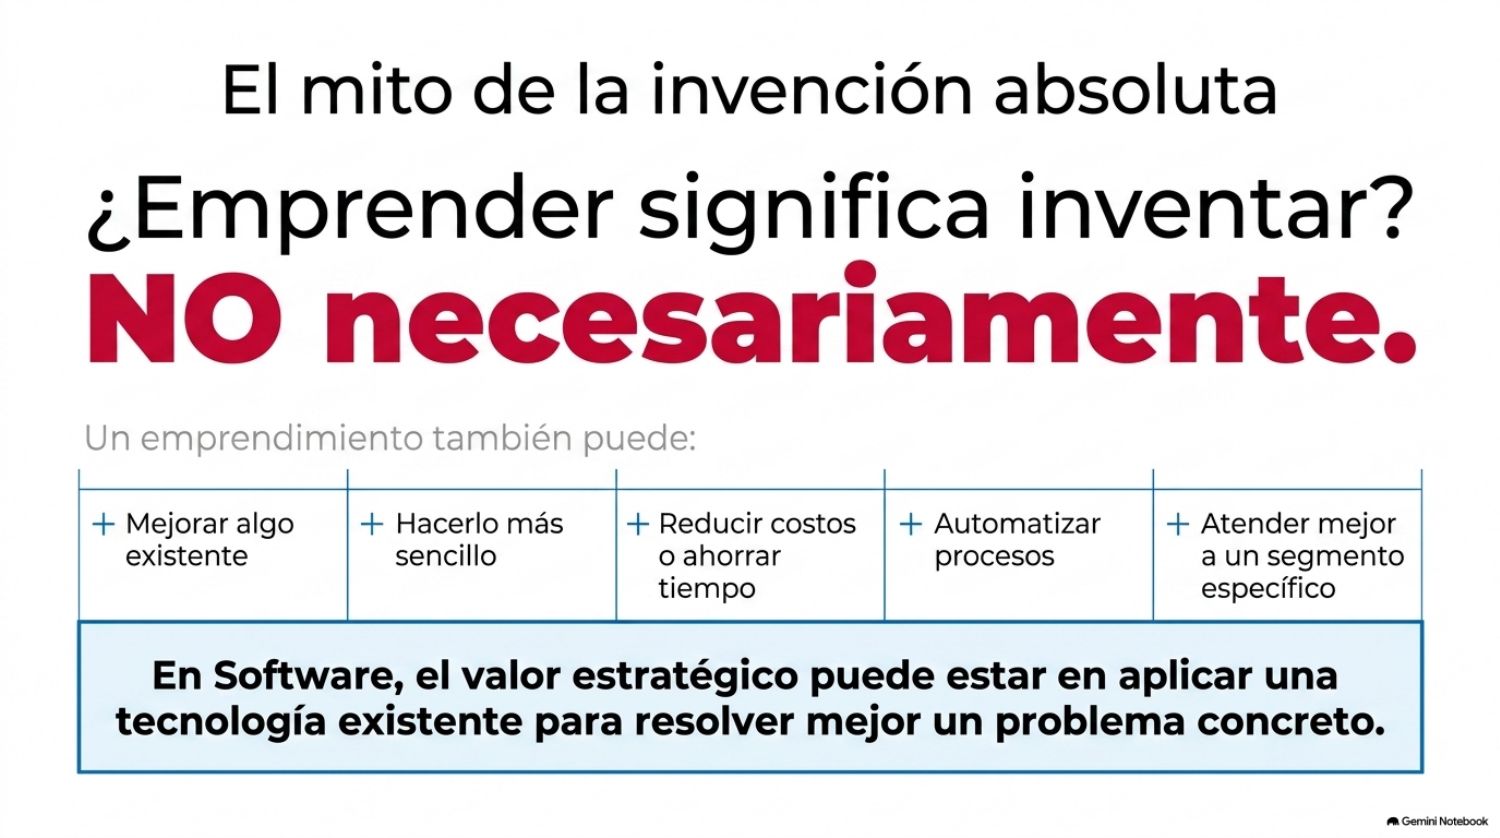 El mito de la invención absoluta
¿Emprender significa inventar?
NO necesariamente.
Un emprendimiento también puede:
+ Mejorar algo
existente
+ Hacerlo más
sencillo
+ Reducir costos
o ahorrar
tiempo
+ Automatizar
procesos
+ Atender mejor
a un segmento
específico
En Software, el valor estratégico puede estar en aplicar una
tecnología existente para resolver mejor un problema concreto.
Gemini Notebook